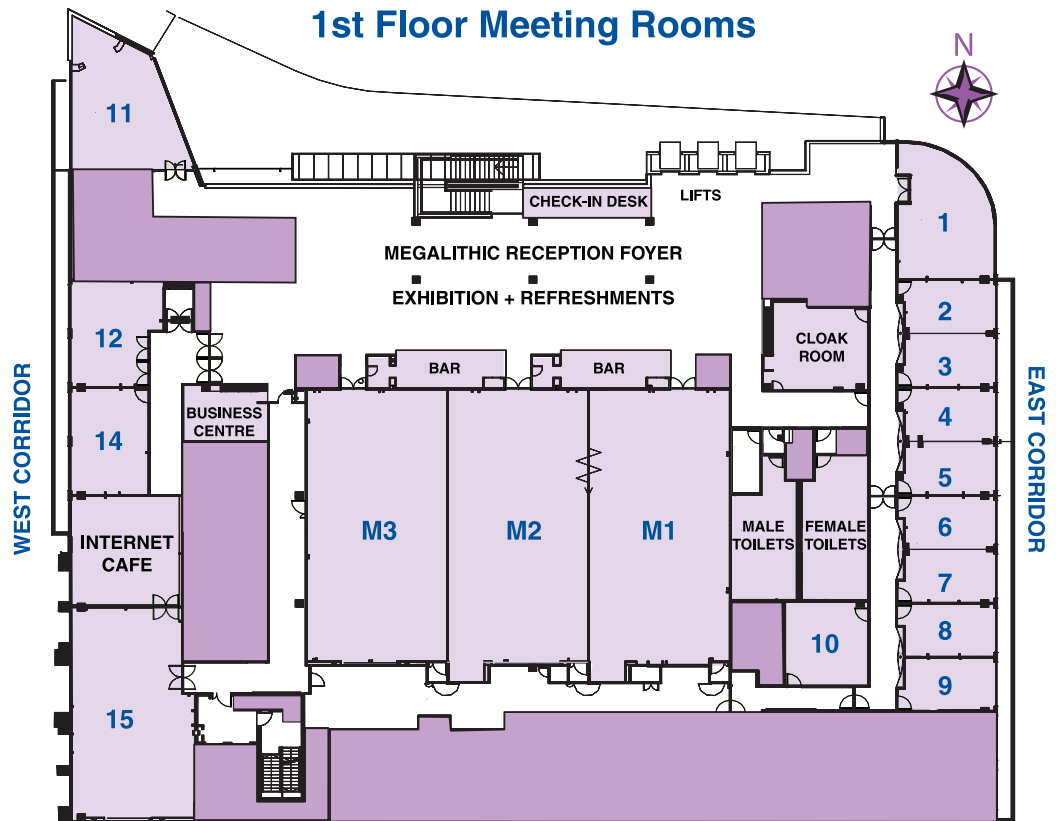 1st Floor Meeting Rooms
N
11
CHECK-IN DESK
LIFTS
1
MEGALITHIC RECEPTION FOYER
EXHIBITION + REFRESHMENTS
2
12
CLOAK
ROOM
3
BAR
BAR
WEST CORRIDOR
EAST CORRIDOR
BUSINESS
CENTRE
4
14
5
INTERNET
CAFE
M3
M2
M1
MALE
TOILETS
FEMALE
TOILETS
6
7
10
8
9
15